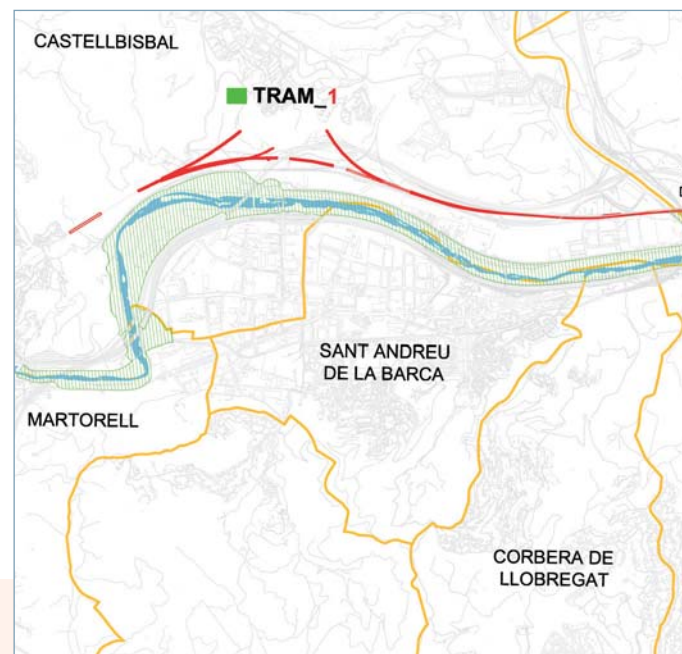 CASTELLBISBAL
TRAM_1
SANT ANDREU
DE LA BARCA
MARTORELL
CORBERA DE
LLOBREGAT